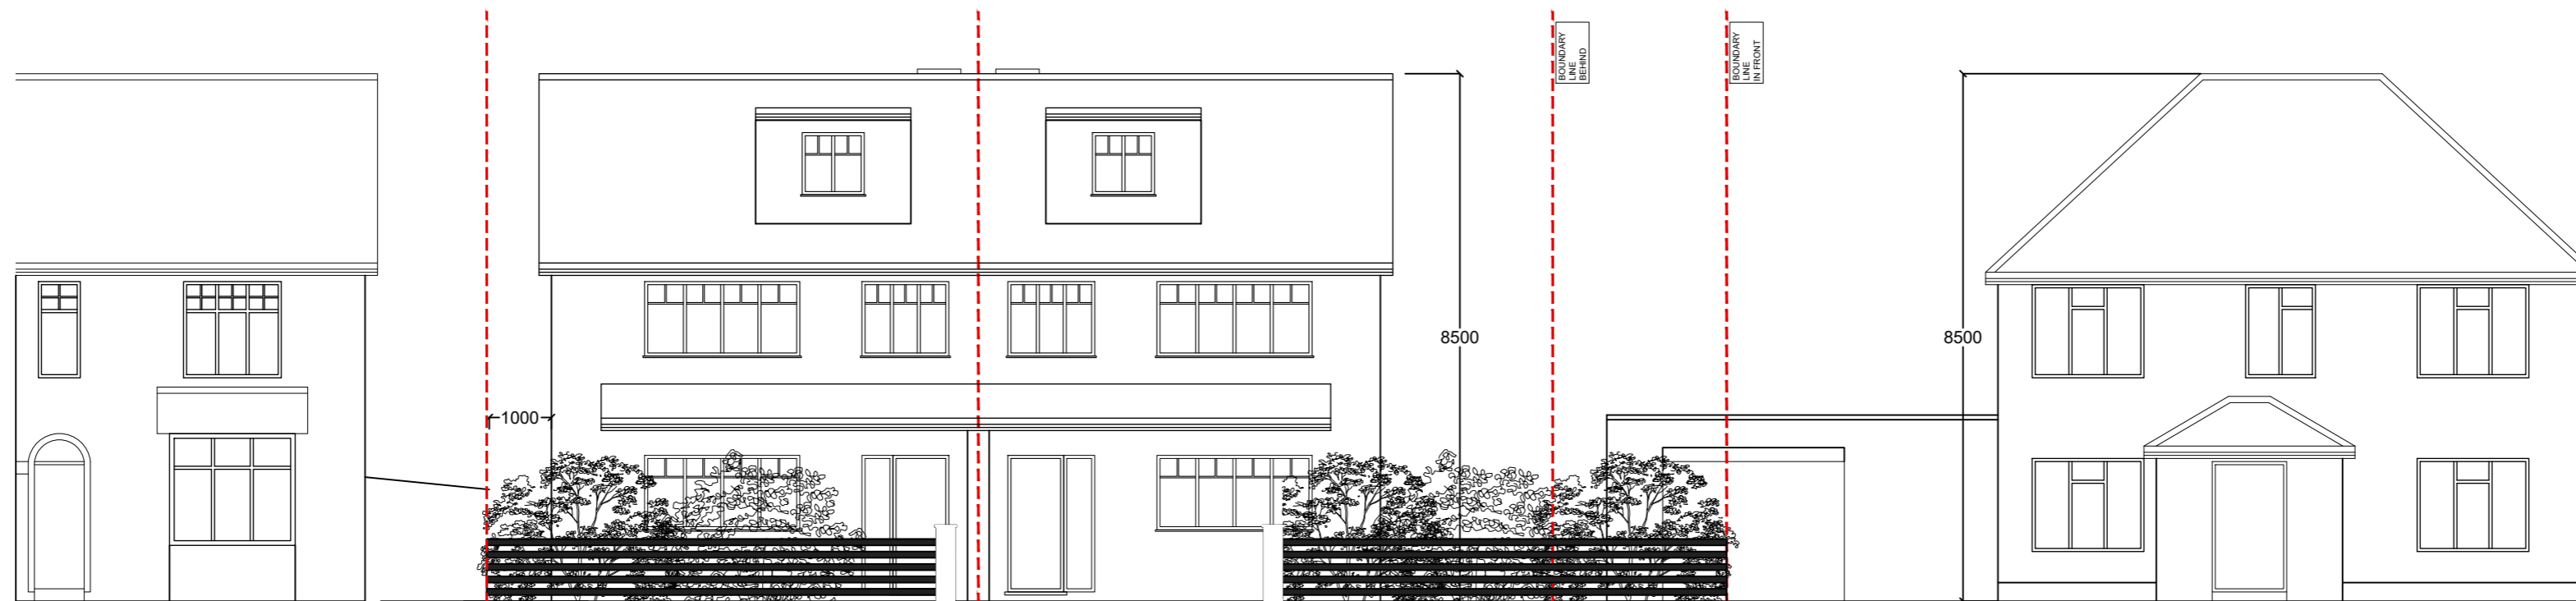 BOUNDARY
LINE
BEHIND
BOUNDARY
LINE
IN FRONT
8500
8500
1000